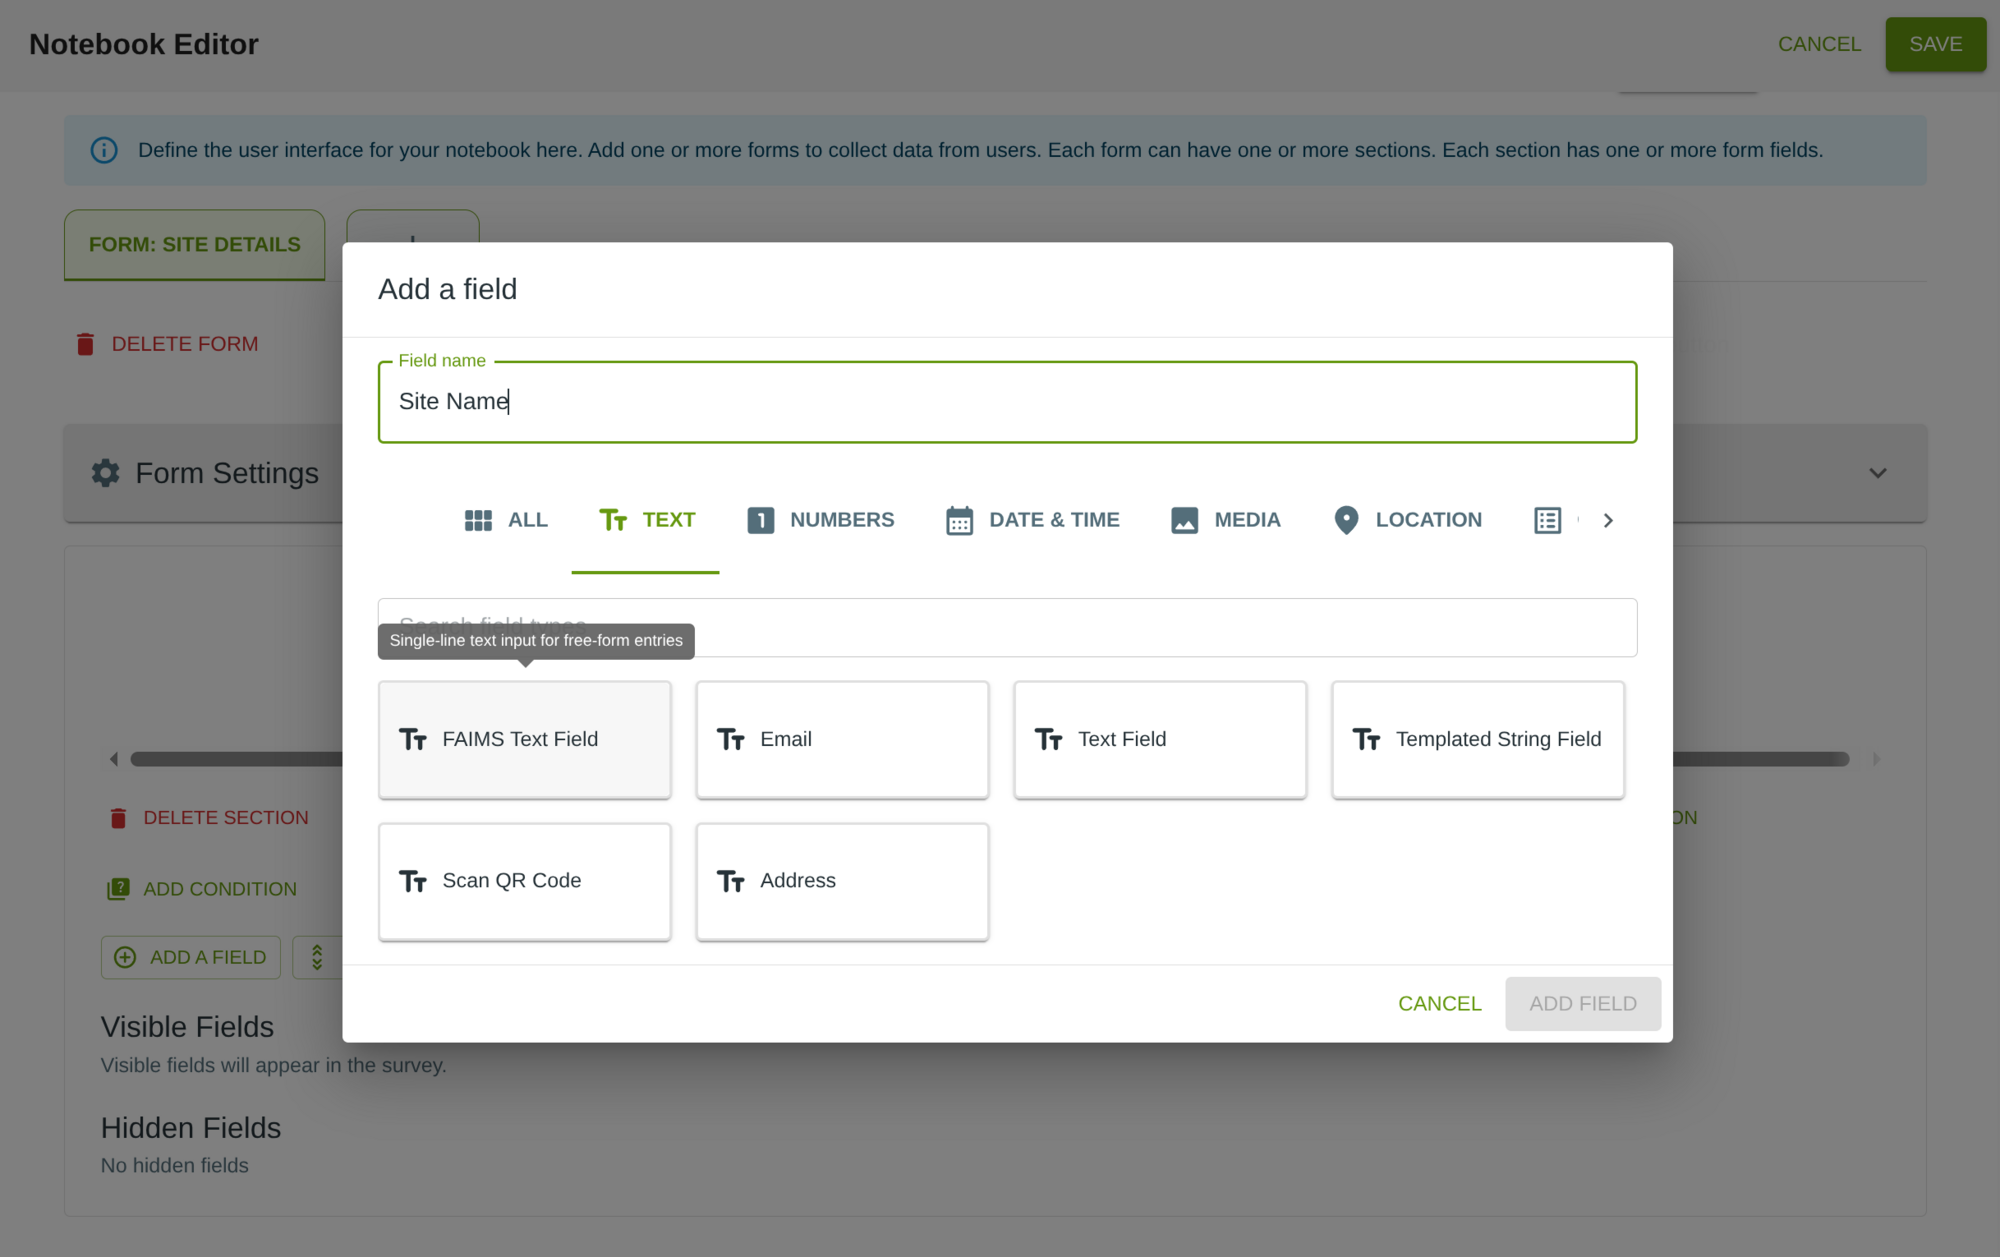 Notebook Editor
CANCEL
SAVE
Define the user interface for your notebook here. Add one or more forms to collect data from users. Each form can have one or more sections. Each section has one or more form fields.
FORM: SITE DETAILS
DELETE FORM
Form Settings
Add a field
Field name
Site Name
ALL
TEXT
NUMBERS
DATE & TIME
MEDIA
LOCATION
Search field types
Single-line text input for free-form entries
FAIMS Text Field
Email
Text Field
Templated String Field
Scan QR Code
Address
CANCEL
ADD FIELD
DELETE SECTION
ON
ADD CONDITION
ADD A FIELD
Visible Fields
Visible fields will appear in the survey.
Hidden Fields
No hidden fields